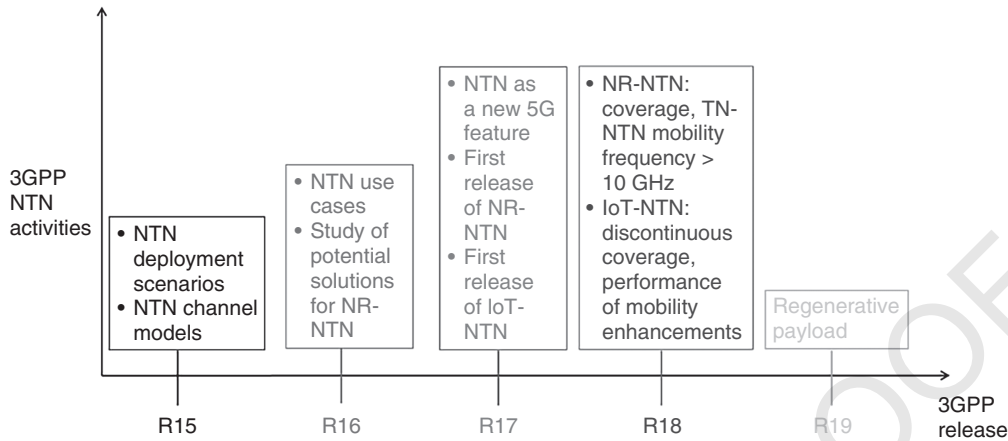 3GPP
NTN
activities
• NTN
deployment
scenarios
• NTN channel
models
• NTN use
cases
• Study of
potential
solutions
for NR-
NTN
• NTN as
a new 5G
feature
• First
release
of NR-
NTN
• First
release
of IoT-
NTN
• NR-NTN:
coverage, TN-
NTN mobility
frequency >
10 GHz
• IoT-NTN:
discontinuous
coverage,
performance
of mobility
enhancements
Regenerative
payload
R15
R16
R17
R18
R19
3GPP
release
OOF